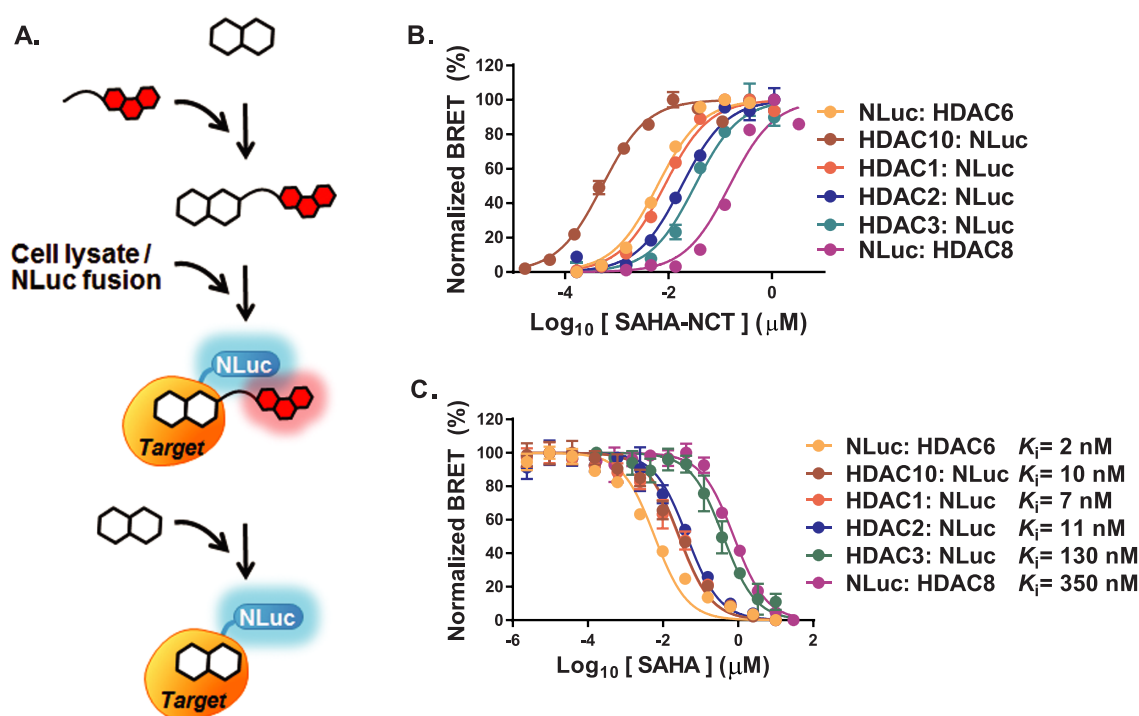 A.
Cell lysate /
NLuc fusion
NLuc
Target
NLuc
Target
B.
Normalized BRET (%)
120
100
80
60
40
20
0
-4
-2
0
Log10 [ SAHA-NCT ] (μM)
NLuc: HDAC6
HDAC10: NLuc
HDAC1: NLuc
HDAC2: NLuc
HDAC3: NLuc
NLuc: HDAC8
C.
Normalized BRET (%)
120
100
80
60
40
20
0
-6
-4
-2
0
2
Log10 [ SAHA ] (μM)
NLuc: HDAC6 Ki= 2 nM
HDAC10: NLuc Ki= 10 nM
HDAC1: NLuc Ki= 7 nM
HDAC2: NLuc Ki= 11 nM
HDAC3: NLuc Ki= 130 nM
NLuc: HDAC8 Ki= 350 nM